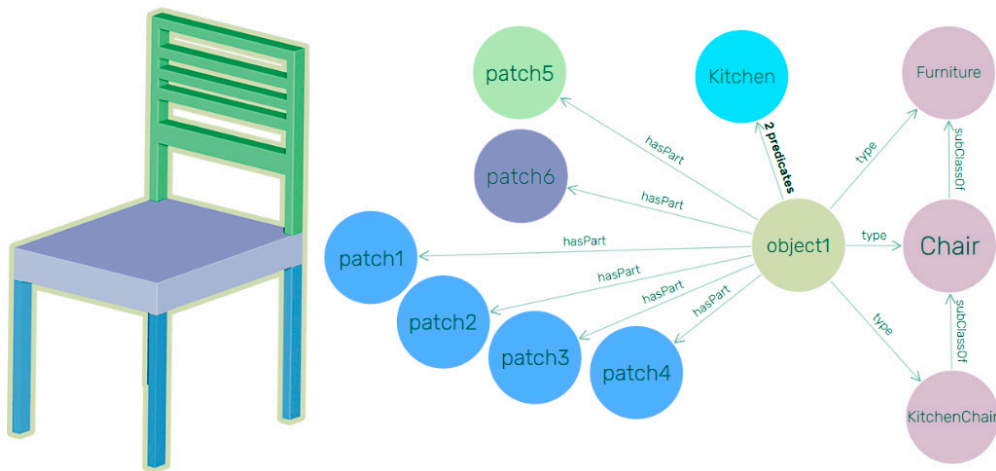 patch5
Kitchen
Furniture
hasPart
2 predicates
type
subClassOf
patch6
hasPart
patch1
hasPart
object1
type
Chair
patch2
hasPart
patch3
hasPart
patch4
hasPart
type
subClassOf
KitchenChair